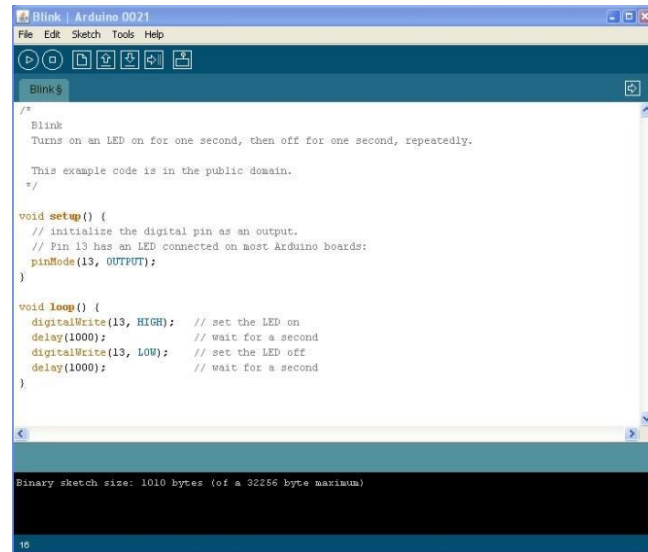 Blink | Arduino 0021
File Edit Sketch Tools Help
Blink §
/*
  Blink
  Turns on an LED on for one second, then off for one second, repeatedly.

  This example code is in the public domain.
 */

void setup() {
  // initialize the digital pin as an output.
  // Pin 13 has an LED connected on most Arduino boards:
  pinMode(13, OUTPUT);
}

void loop() {
  digitalWrite(13, HIGH);   // set the LED on
  delay(1000);              // wait for a second
  digitalWrite(13, LOW);    // set the LED off
  delay(1000);              // wait for a second
}
Binary sketch size: 1010 bytes (of a 32256 byte maximum)
16